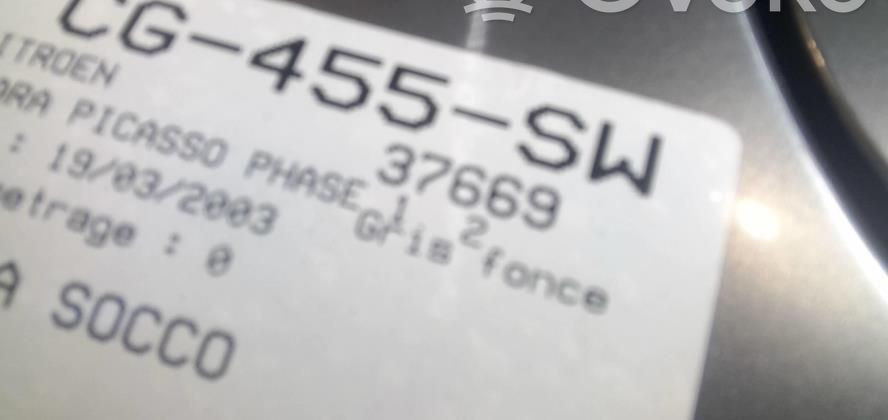 CG-455-SW
ITROEN
37669
ARA PICASSO PHASE 1 2
: 19/03/2003
Gris fonce
etrage : 0
A SOCCO